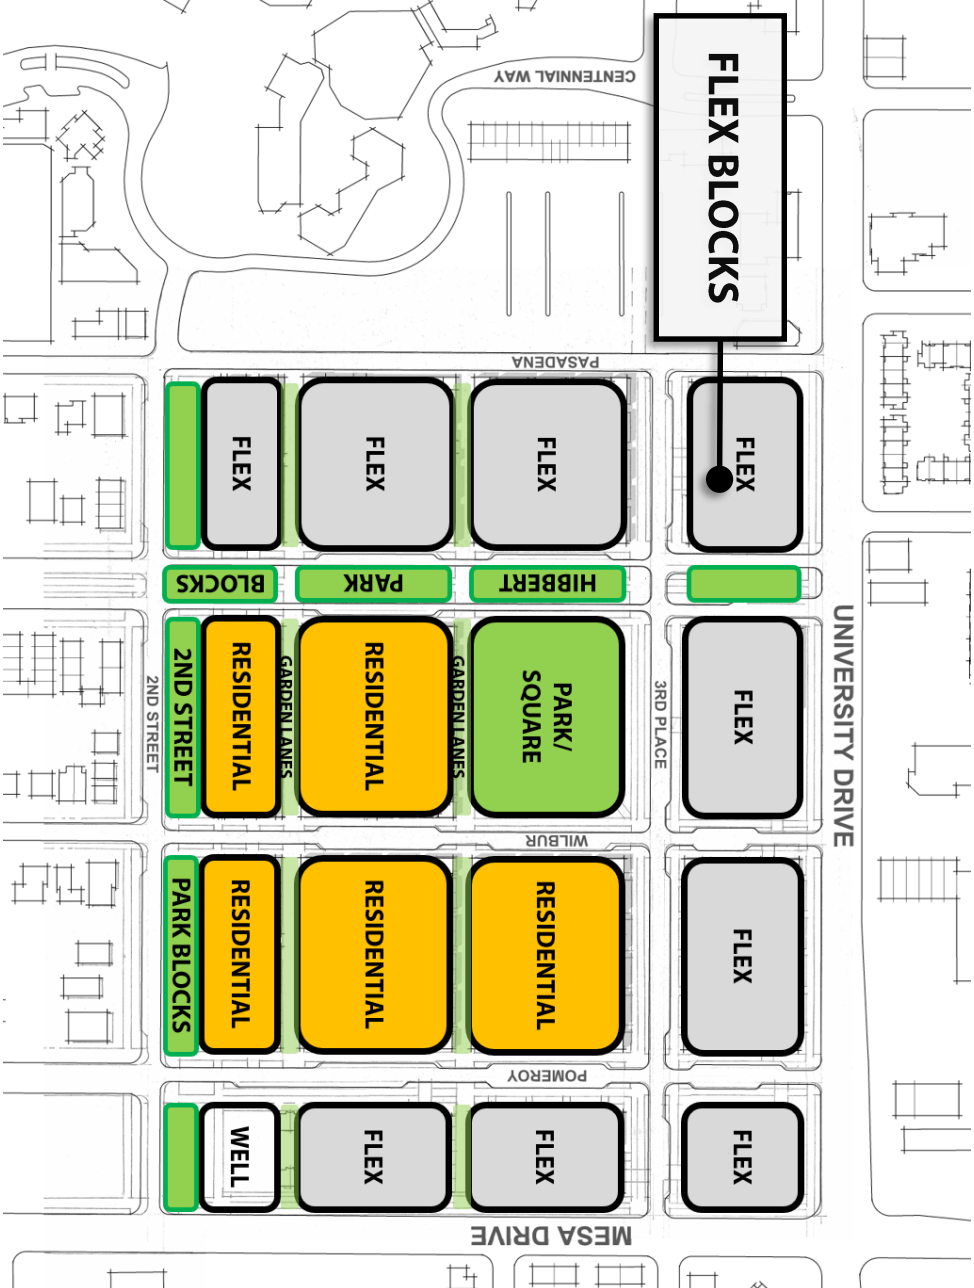 CENTENNIAL WAY
FLEX BLOCKS
PASADENA
FLEX
FLEX
FLEX
FLEX
BLOCKS
PARK
HIBBERT
2ND STREET
2ND STREET
RESIDENTIAL
GARDEN LANES
RESIDENTIAL
GARDEN LANES
PARK/
SQUARE
3RD PLACE
FLEX
UNIVERSITY DRIVE
WILBUR
PARK BLOCKS
RESIDENTIAL
RESIDENTIAL
RESIDENTIAL
FLEX
POMEROY
WELL
FLEX
FLEX
FLEX
MESA DRIVE